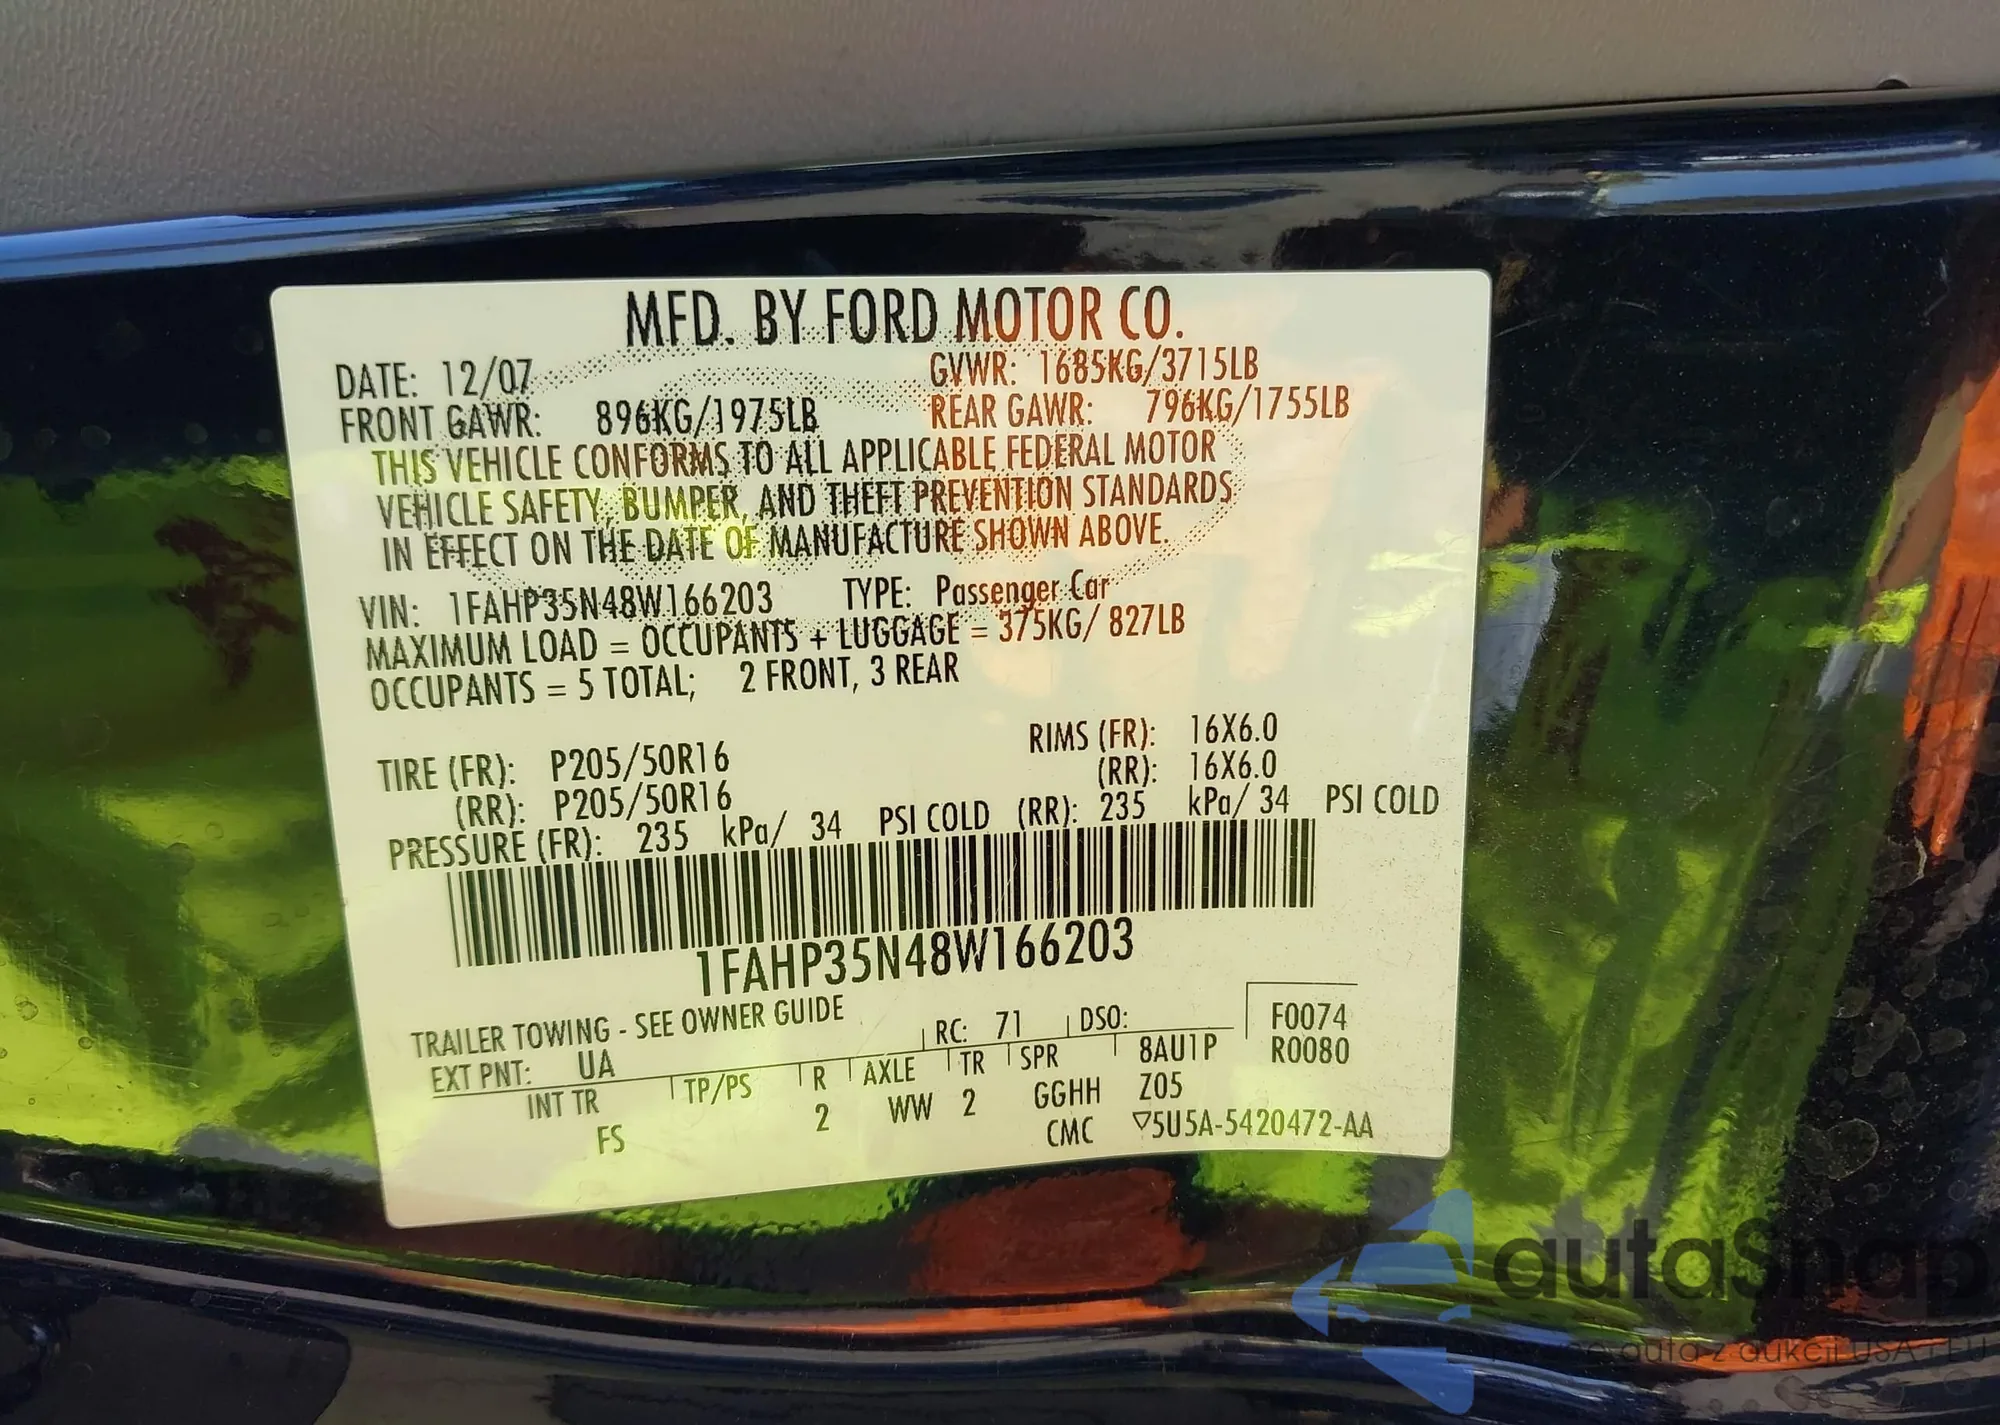 MFD. BY FORD MOTOR CO.
DATE: 12/07 GVWR: 1685KG/3715LB
FRONT GAWR: 896KG/1975LB REAR GAWR: 796KG/1755LB
THIS VEHICLE CONFORMS TO ALL APPLICABLE FEDERAL MOTOR
VEHICLE SAFETY, BUMPER, AND THEFT PREVENTION STANDARDS
IN EFFECT ON THE DATE OF MANUFACTURE SHOWN ABOVE.
VIN: 1FAHP35N48W166203 TYPE: Passenger Car
MAXIMUM LOAD = OCCUPANTS + LUGGAGE = 375KG/ 827LB
OCCUPANTS = 5 TOTAL; 2 FRONT, 3 REAR
TIRE (FR): P205/50R16 RIMS (FR): 16X6.0
(RR): P205/50R16 (RR): 16X6.0
PRESSURE (FR): 235 kPa/ 34 PSI COLD (RR): 235 kPa/ 34 PSI COLD
1FAHP35N48W166203
TRAILER TOWING - SEE OWNER GUIDE
EXT PNT: UA RC: 71 DSO: F0074
R0080
INT TR TP/PS R AXLE TR SPR 8AU1P
FS 2 WW 2 GGHH Z05
CMC ▽5U5A-5420472-AA
autaSnap
auta z aukcji USA i EU